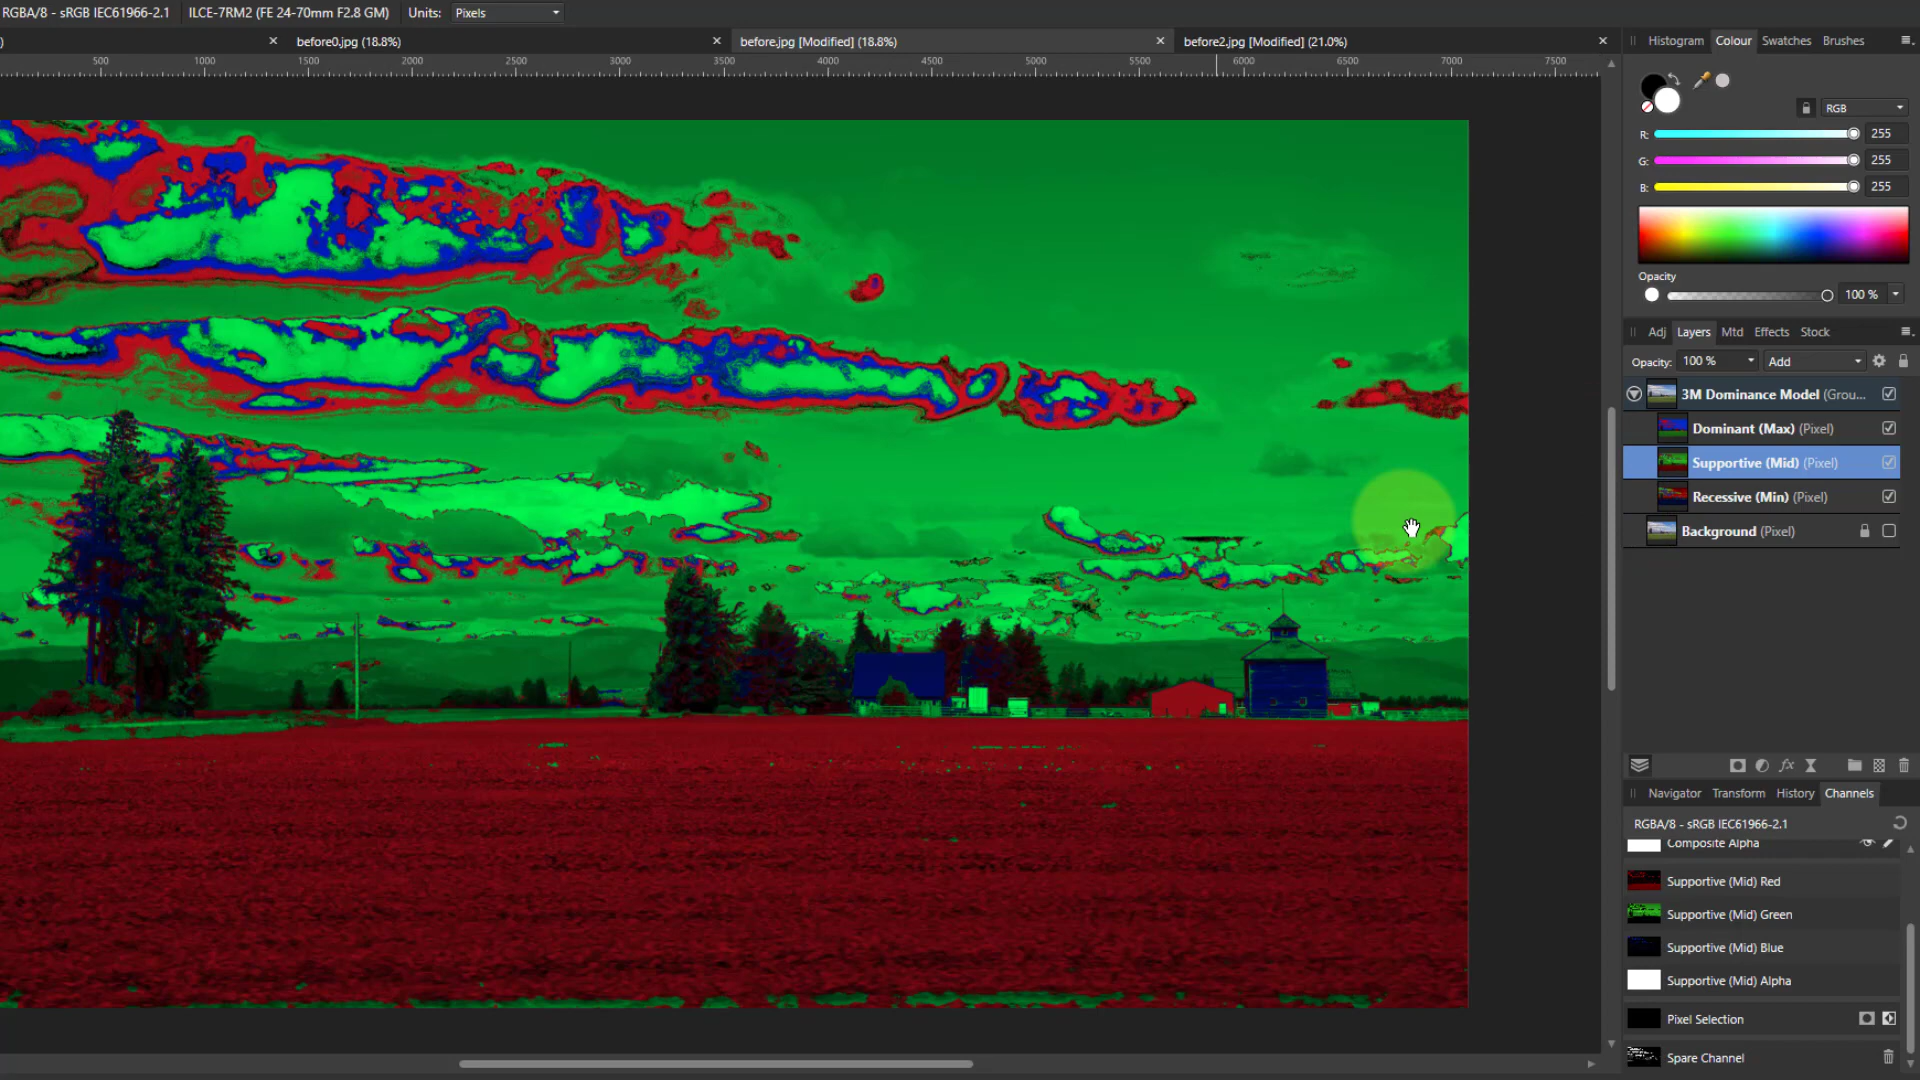 RGBA/8 - sRGB IEC61966-2.1 ILCE-7RM2 (FE 24-70mm F2.8 GM) Units: Pixels
) before0.jpg (18.8%) before.jpg [Modified] (18.8%) before2.jpg [Modified] (21.0%)
500 1000 1500 2000 2500 3000 3500 4000 4500 5000 5500 6000 6500 7000 7500
Histogram Colour Swatches Brushes
RGB
R: 255
G: 255
B: 255
Opacity
100 %
Adj Layers Mtd Effects Stock
Opacity: 100 % Add
3M Dominance Model (Grou...
Dominant (Max) (Pixel)
Supportive (Mid) (Pixel)
Recessive (Min) (Pixel)
Background (Pixel)
fx
Navigator Transform History Channels
RGBA/8 - sRGB IEC61966-2.1
Composite Alpha
Supportive (Mid) Red
Supportive (Mid) Green
Supportive (Mid) Blue
Supportive (Mid) Alpha
Pixel Selection
Spare Channel